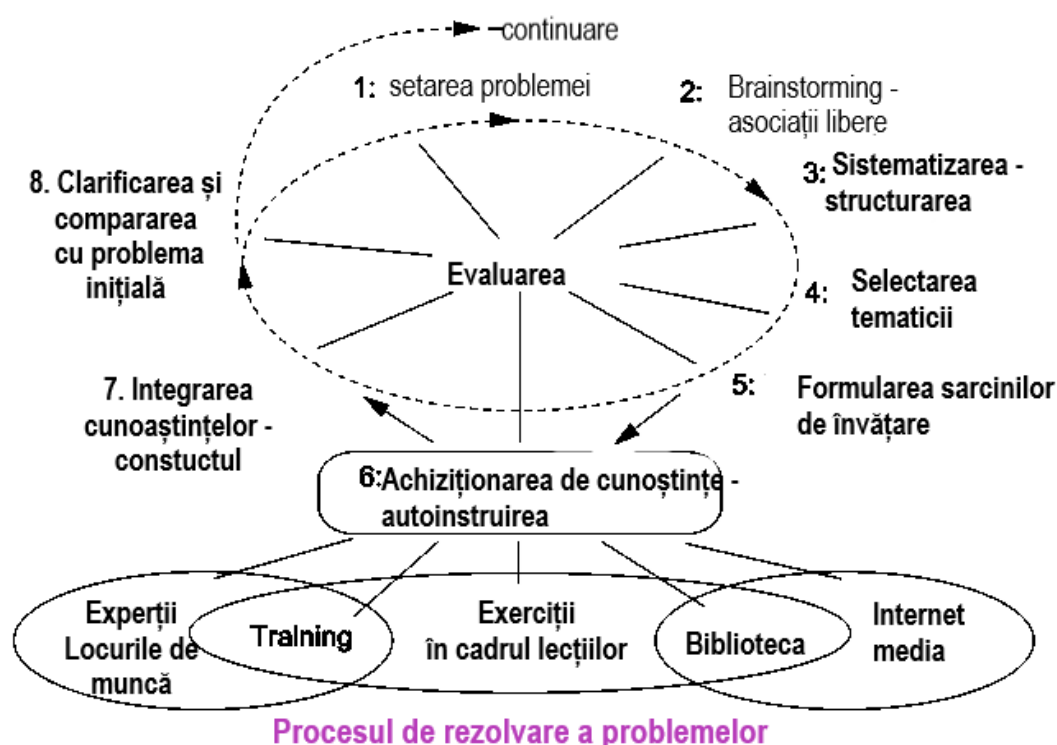 continuare
1: setarea problemei
2: Brainstorming -
asociații libere
3: Sistematizarea -
structurarea
4: Selectarea
tematicii
5: Formularea sarcinilor
de învățare
6: Achiziționarea de cunoștințe -
autoinstruirea
7. Integrarea
cunoaștințelor -
constuctul
8. Clarificarea și
compararea
cu problema
inițială
Evaluarea
Experții
Locurile de
muncă
Training
Exerciții
în cadrul lecțiilor
Biblioteca
Internet
media
Procesul de rezolvare a problemelor